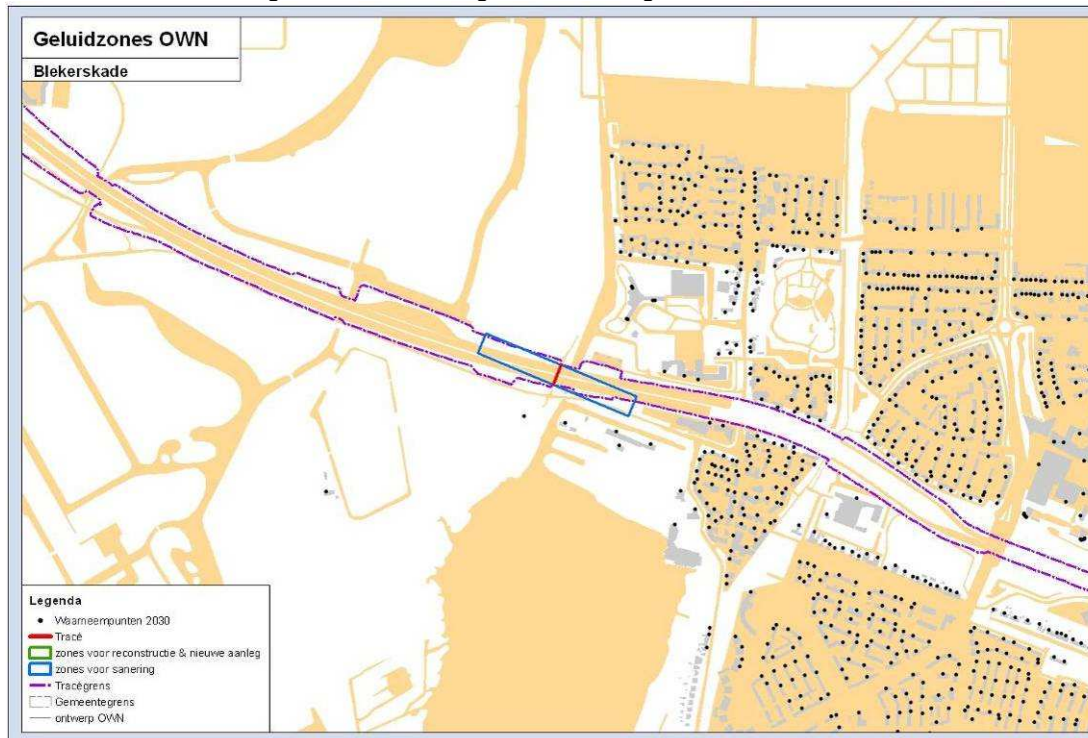 Geluidzones OWN
Blekerskade
Legenda
Waarneempunten 2030
Tracé
zones voor reconstructie & nieuwe aanleg
zones voor sanering
Tracégrens
Gemeentegrens
ontwerp OWN